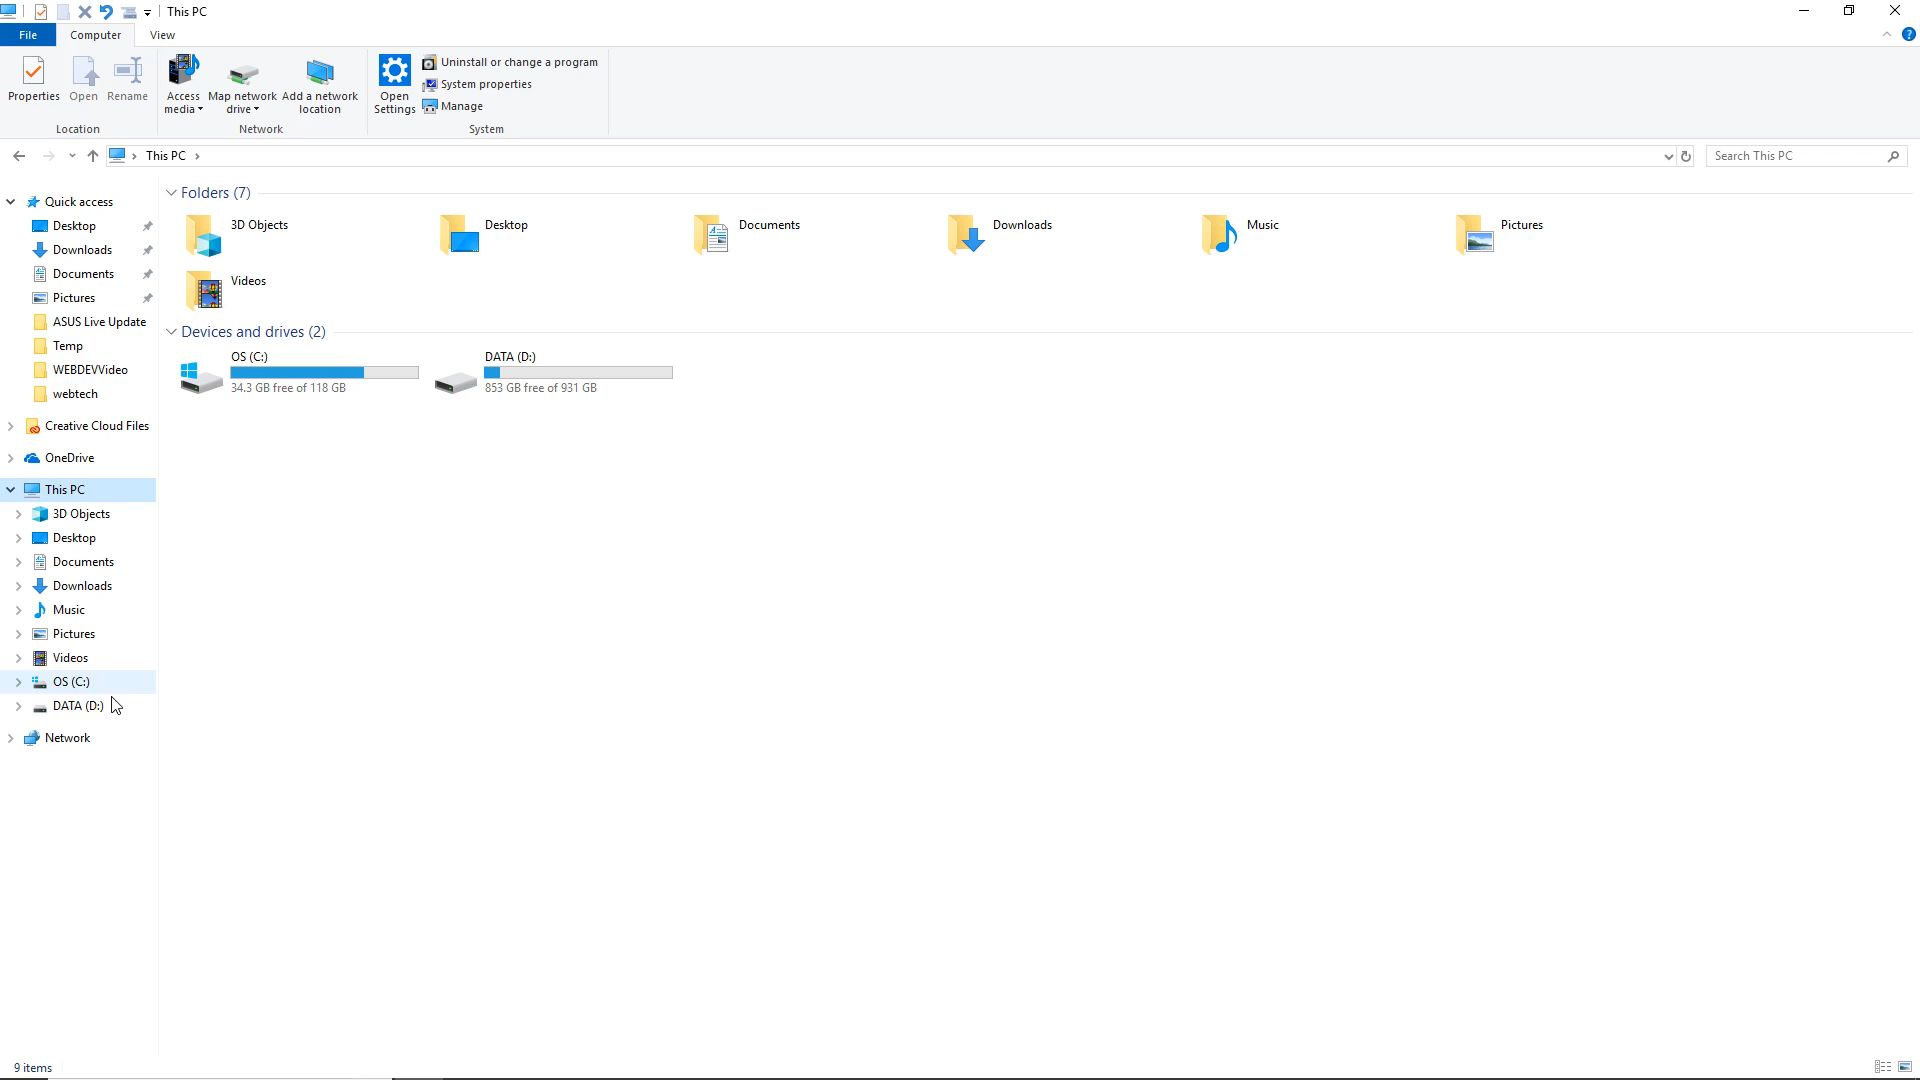 This PC
File Computer View
Properties Open Rename Access media Map network drive Add a network location Open Settings
Uninstall or change a program
System properties
Manage
Location Network System
This PC
Search This PC
Quick access
Desktop
Downloads
Documents
Pictures
ASUS Live Update
Temp
WEBDEVVideo
webtech
Creative Cloud Files
OneDrive
This PC
3D Objects
Desktop
Documents
Downloads
Music
Pictures
Videos
OS (C:)
DATA (D:)
Network
Folders (7)
3D Objects Desktop Documents Downloads Music Pictures
Videos
Devices and drives (2)
OS (C:)
34.3 GB free of 118 GB
DATA (D:)
853 GB free of 931 GB
9 items